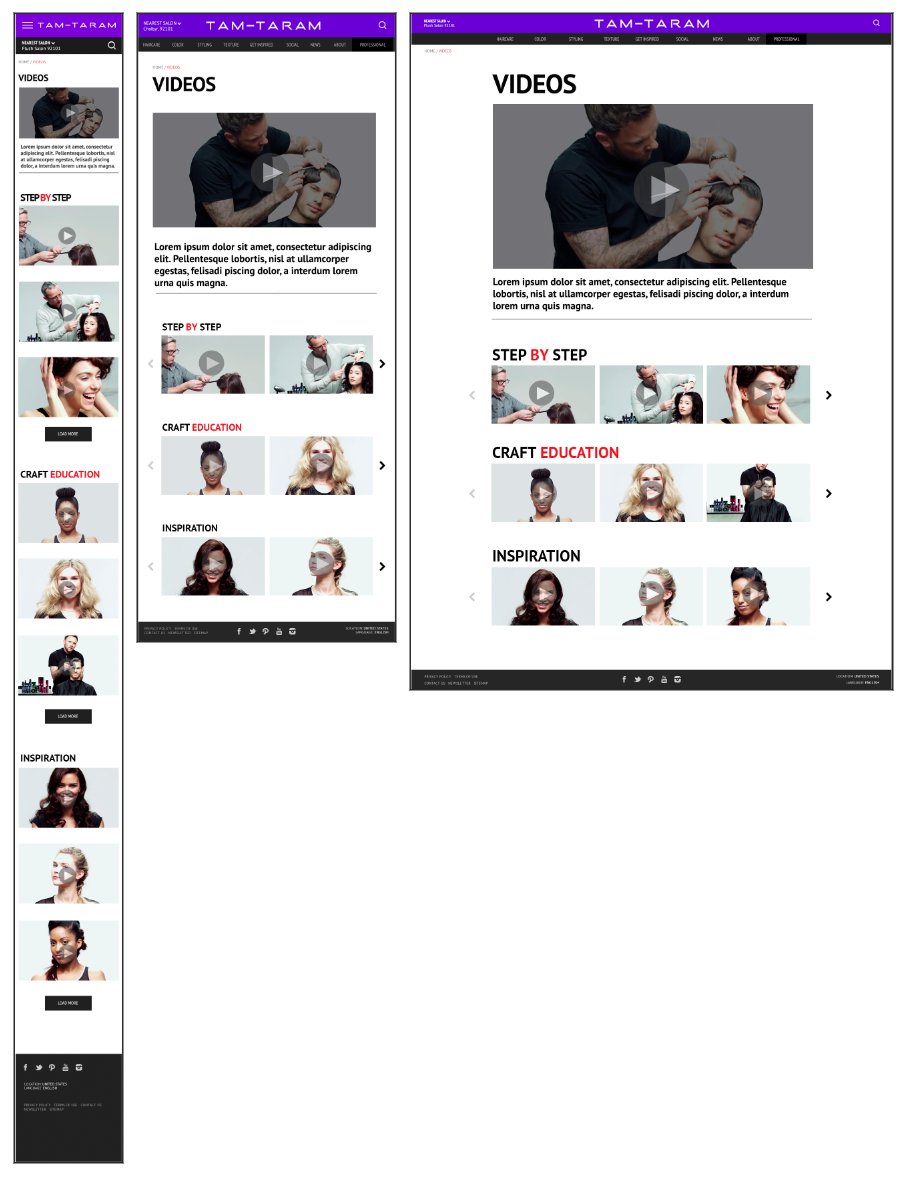 TAM-TARAM
NEAREST SALON
Plush Salon 92101
HOME / VIDEOS
VIDEOS
Lorem ipsum dolor sit amet, consectetur
adipiscing elit. Pellentesque lobortis, nisl
at ullamcorper egestas, felisadi piscing
dolor, a interdum lorem urna quis magna.
STEP BY STEP
LOAD MORE
CRAFT EDUCATION
LOAD MORE
INSPIRATION
LOAD MORE
LOCATION UNITED STATES
LANGUAGE ENGLISH
PRIVACY POLICY TERMS OF USE CONTACT US
NEWSLETTER SITEMAP
NEAREST SALON
92101
TAM-TARAM
HAIRCARE COLOR STYLING TEXTURE GET INSPIRED SOCIAL NEWS ABOUT PROFESSIONAL
HOME / VIDEOS
VIDEOS
Lorem ipsum dolor sit amet, consectetur adipiscing
elit. Pellentesque lobortis, nisl at ullamcorper
egestas, felisadi piscing dolor, a interdum lorem
urna quis magna.
STEP BY STEP
CRAFT EDUCATION
INSPIRATION
PRIVACY POLICY TERMS OF USE
CONTACT US NEWSLETTER SITEMAP
LOCATION UNITED STATES
LANGUAGE ENGLISH
NEAREST SALON
Plush Salon 92101
TAM-TARAM
HAIRCARE COLOR STYLING TEXTURE GET INSPIRED SOCIAL NEWS ABOUT PROFESSIONAL
HOME / VIDEOS
VIDEOS
Lorem ipsum dolor sit amet, consectetur adipiscing elit. Pellentesque
lobortis, nisl at ullamcorper egestas, felisadi piscing dolor, a interdum
lorem urna quis magna.
STEP BY STEP
CRAFT EDUCATION
INSPIRATION
PRIVACY POLICY TERMS OF USE
CONTACT US NEWSLETTER SITEMAP
LOCATION UNITED STATES
LANGUAGE ENGLISH